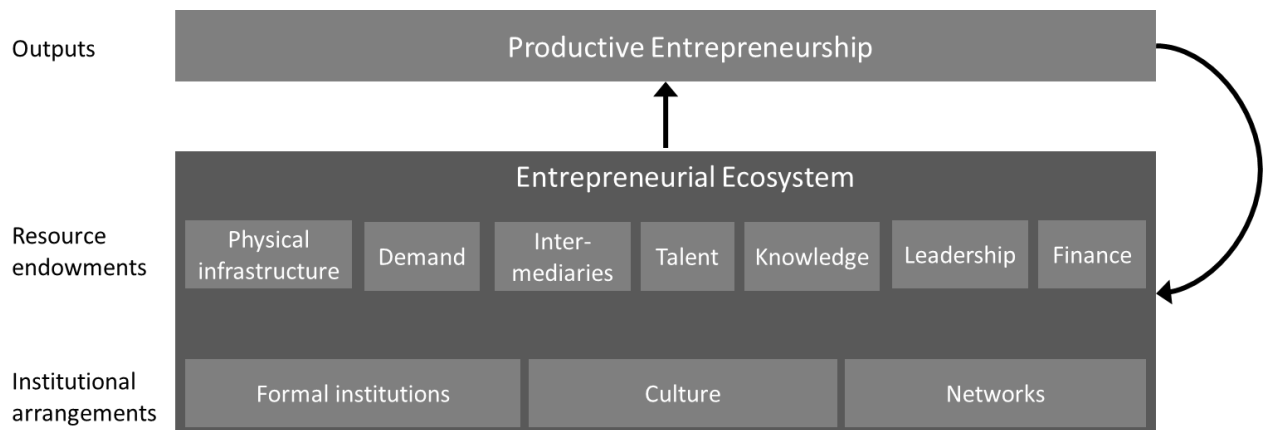 Outputs
Productive Entrepreneurship
Entrepreneurial Ecosystem
Resource
endowments
Physical
infrastructure
Demand
Inter-
mediaries
Talent
Knowledge
Leadership
Finance
Institutional
arrangements
Formal institutions
Culture
Networks